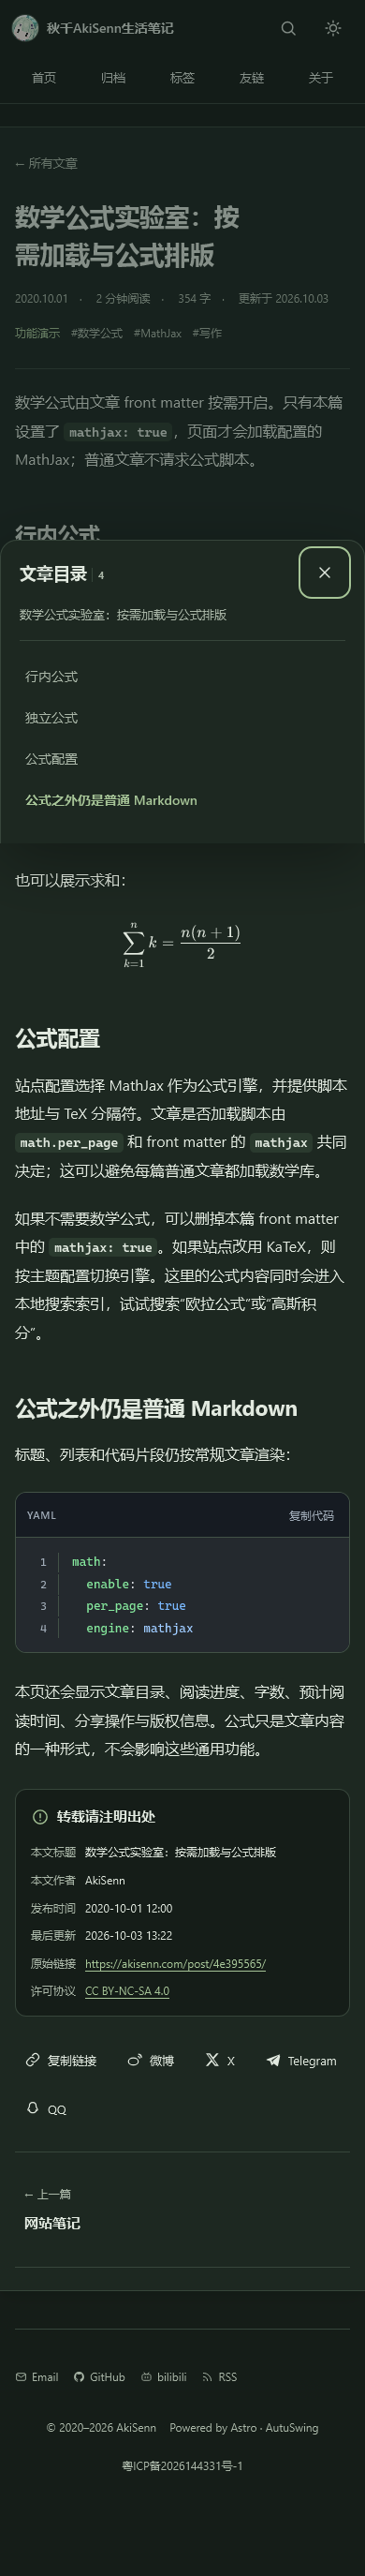 秋千AkiSenn生活笔记
首页 归档 标签 友链 关于
← 所有文章
数学公式实验室：按
需加载与公式排版
2020.10.01 · 2 分钟阅读 · 354 字 · 更新于 2026.10.03
功能演示 #数学公式 #MathJax #写作
数学公式由文章 front matter 按需开启。只有本篇
设置了 mathjax: true，页面才会加载配置的
MathJax；普通文章不请求公式脚本。
行内公式
文章目录 4
数学公式实验室：按需加载与公式排版
行内公式
独立公式
公式配置
公式之外仍是普通 Markdown
也可以展示求和：
∑_{k=1}^{n} k = n(n + 1)/2
公式配置
站点配置选择 MathJax 作为公式引擎，并提供脚本
地址与 TeX 分隔符。文章是否加载脚本由
math.per_page 和 front matter 的 mathjax 共同
决定；这可以避免每篇普通文章都加载数学库。
如果不需要数学公式，可以删掉本篇 front matter
中的 mathjax: true。如果站点改用 KaTeX，则
按主题配置切换引擎。这里的公式内容同时会进入
本地搜索索引，试试搜索“欧拉公式”或“高斯积
分”。
公式之外仍是普通 Markdown
标题、列表和代码片段仍按常规文章渲染：
YAML 复制代码
1 math:
2   enable: true
3   per_page: true
4   engine: mathjax
本页还会显示文章目录、阅读进度、字数、预计阅
读时间、分享操作与版权信息。公式只是文章内容
的一种形式，不会影响这些通用功能。
转载请注明出处
本文标题 数学公式实验室：按需加载与公式排版
本文作者 AkiSenn
发布时间 2020-10-01 12:00
最后更新 2026-10-03 13:22
原始链接 https://akisenn.com/post/4e395565/
许可协议 CC BY-NC-SA 4.0
复制链接 微博 X Telegram
QQ
← 上一篇
网站笔记
Email GitHub bilibili RSS
© 2020–2026 AkiSenn Powered by Astro · AutuSwing
粤ICP备2026144331号-1